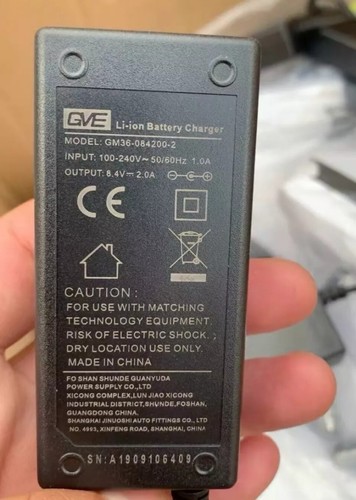 GVE Li-ion Battery Charger
MODEL: GM36-084200-2
INPUT: 100-240V~ 50/60Hz 1.0A
OUTPUT: 8.4V⎓ 2.0A
CE
CAUTION :
FOR USE WITH MATCHING
TECHNOLOGY EQUIPMENT.
RISK OF ELECTRIC SHOCK. ;
DRY LOCATION USE ONLY.
MADE IN CHINA
FO SHAN SHUNDE GUANYUDA
POWER SUPPLY CO.,LTD
XICONG COMPLEX,LUN JIAO XICONG
INDUSTRIAL DISTRICT,SHUNDE,FOSHAN,
GUANGDONG CHINA.
SHANGHAI JINUOSHI AUTO FITTINGS CO., LTD
NO. 4993, XINFENG ROAD, SHANGHAI, CHINA
SN:A1909106409